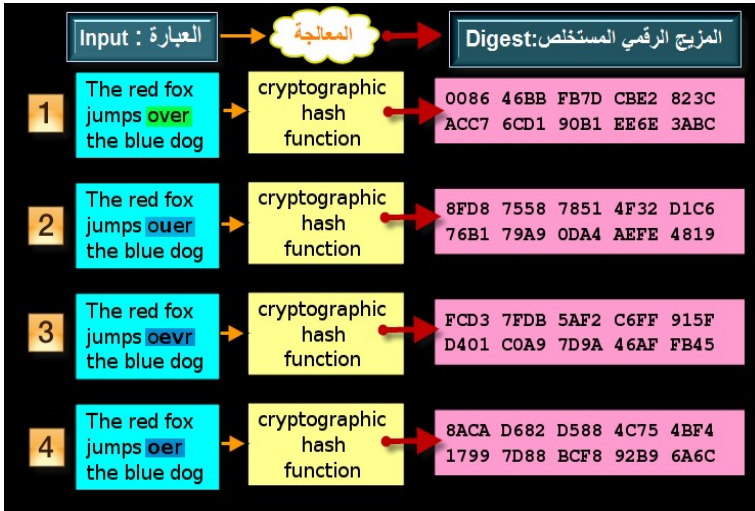 Input : العبارة
المعالجة
Digest:المزيج الرقمي المستخلص
1
The red fox
jumps over
the blue dog
cryptographic
hash
function
0086 46BB FB7D CBE2 823C
ACC7 6CD1 90B1 EE6E 3ABC
2
The red fox
jumps ouer
the blue dog
cryptographic
hash
function
8FD8 7558 7851 4F32 D1C6
76B1 79A9 0DA4 AEFE 4819
3
The red fox
jumps oevr
the blue dog
cryptographic
hash
function
FCD3 7FDB 5AF2 C6FF 915F
D401 C0A9 7D9A 46AF FB45
4
The red fox
jumps oer
the blue dog
cryptographic
hash
function
8ACA D682 D588 4C75 4BF4
1799 7D88 BCF8 92B9 6A6C